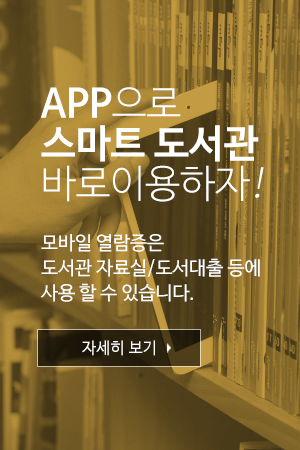 APP으로
스마트 도서관
바로이용하자!
모바일 열람증은
도서관 자료실/도서대출 등에
사용 할 수 있습니다.
자세히 보기